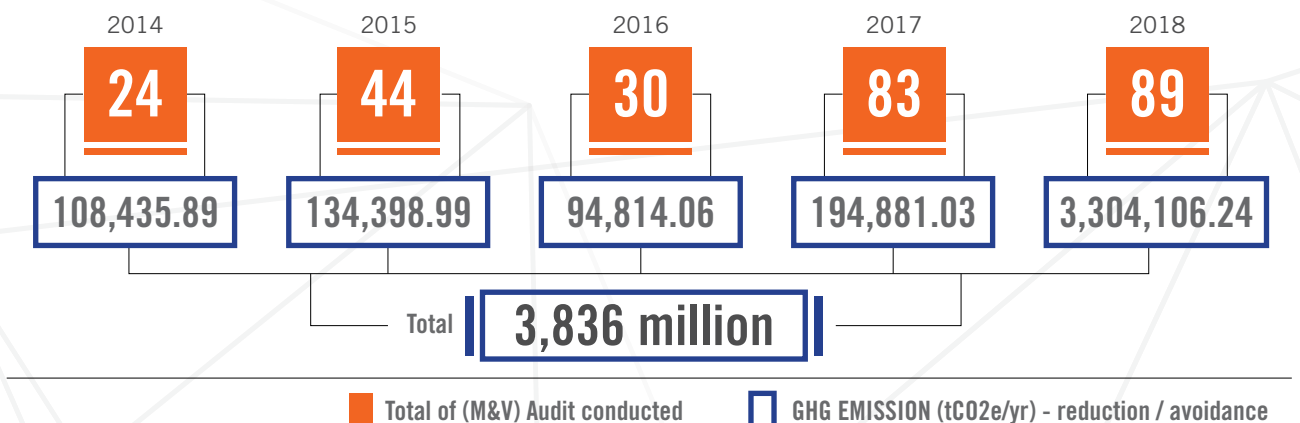 2014 2015 2016 2017 2018
24 44 30 83 89
108,435.89 134,398.99 94,814.06 194,881.03 3,304,106.24
Total 3,836 million
Total of (M&V) Audit conducted GHG EMISSION (tCO2e/yr) - reduction / avoidance